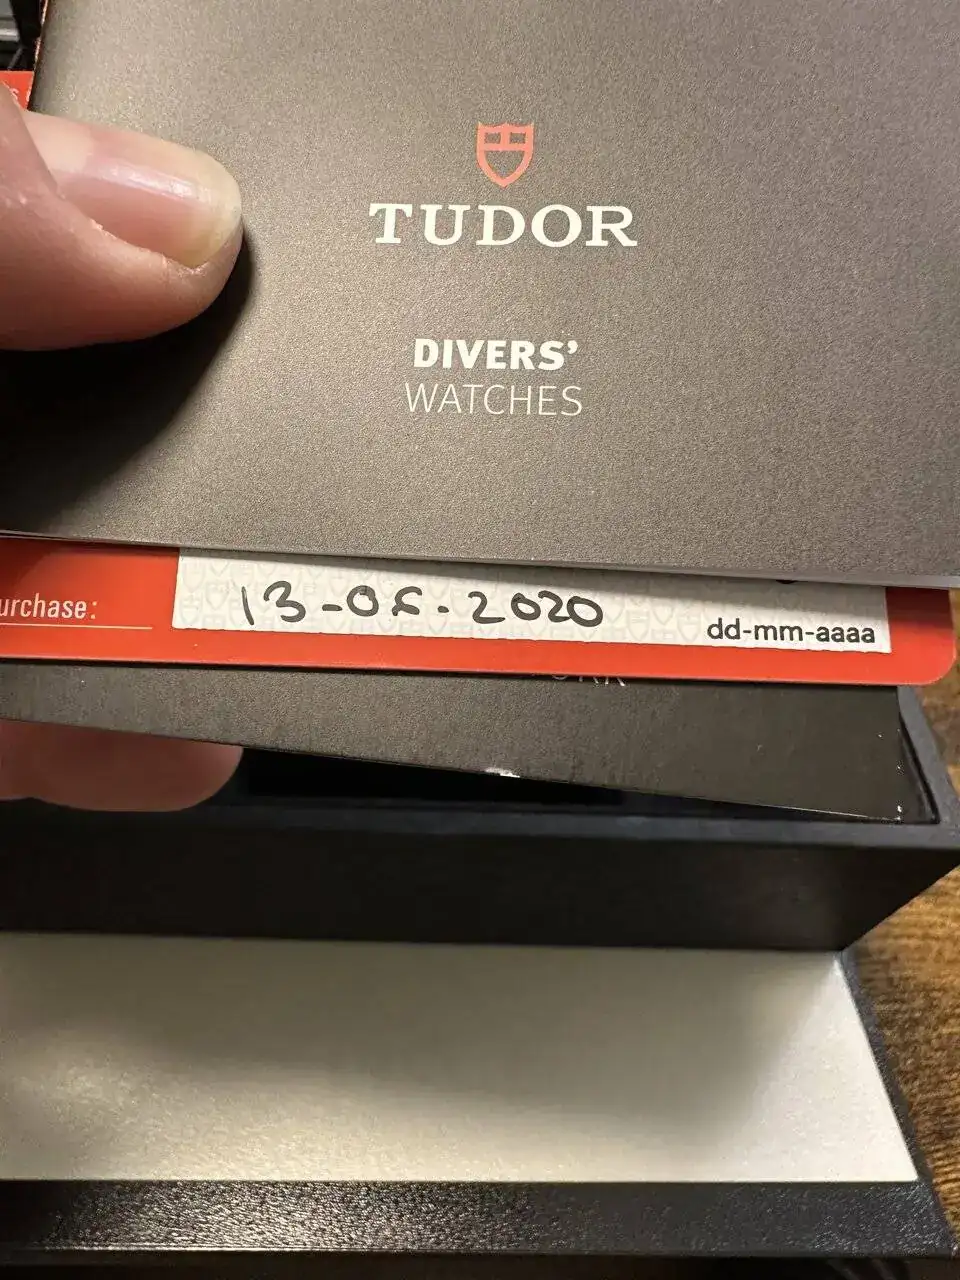 TUDOR
DIVERS’
WATCHES
urchase:
13-05-2020
dd-mm-aaaa